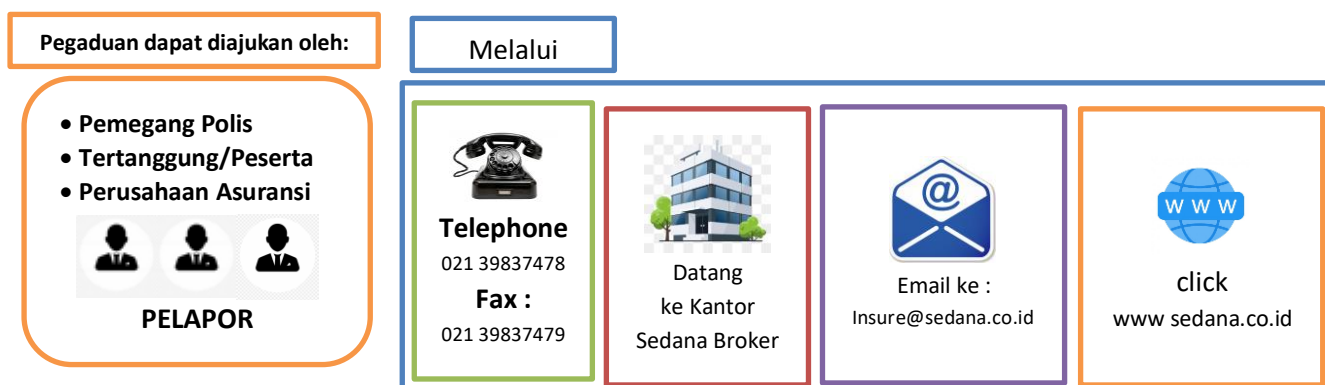 Pegaduan dapat diajukan oleh:
• Pemegang Polis
• Tertanggung/Peserta
• Perusahaan Asuransi
PELAPOR
Melalui
Telephone
021 39837478
Fax :
021 39837479
Datang
ke Kantor
Sedana Broker
@
Email ke :
Insure@sedana.co.id
W W W
click
www sedana.co.id